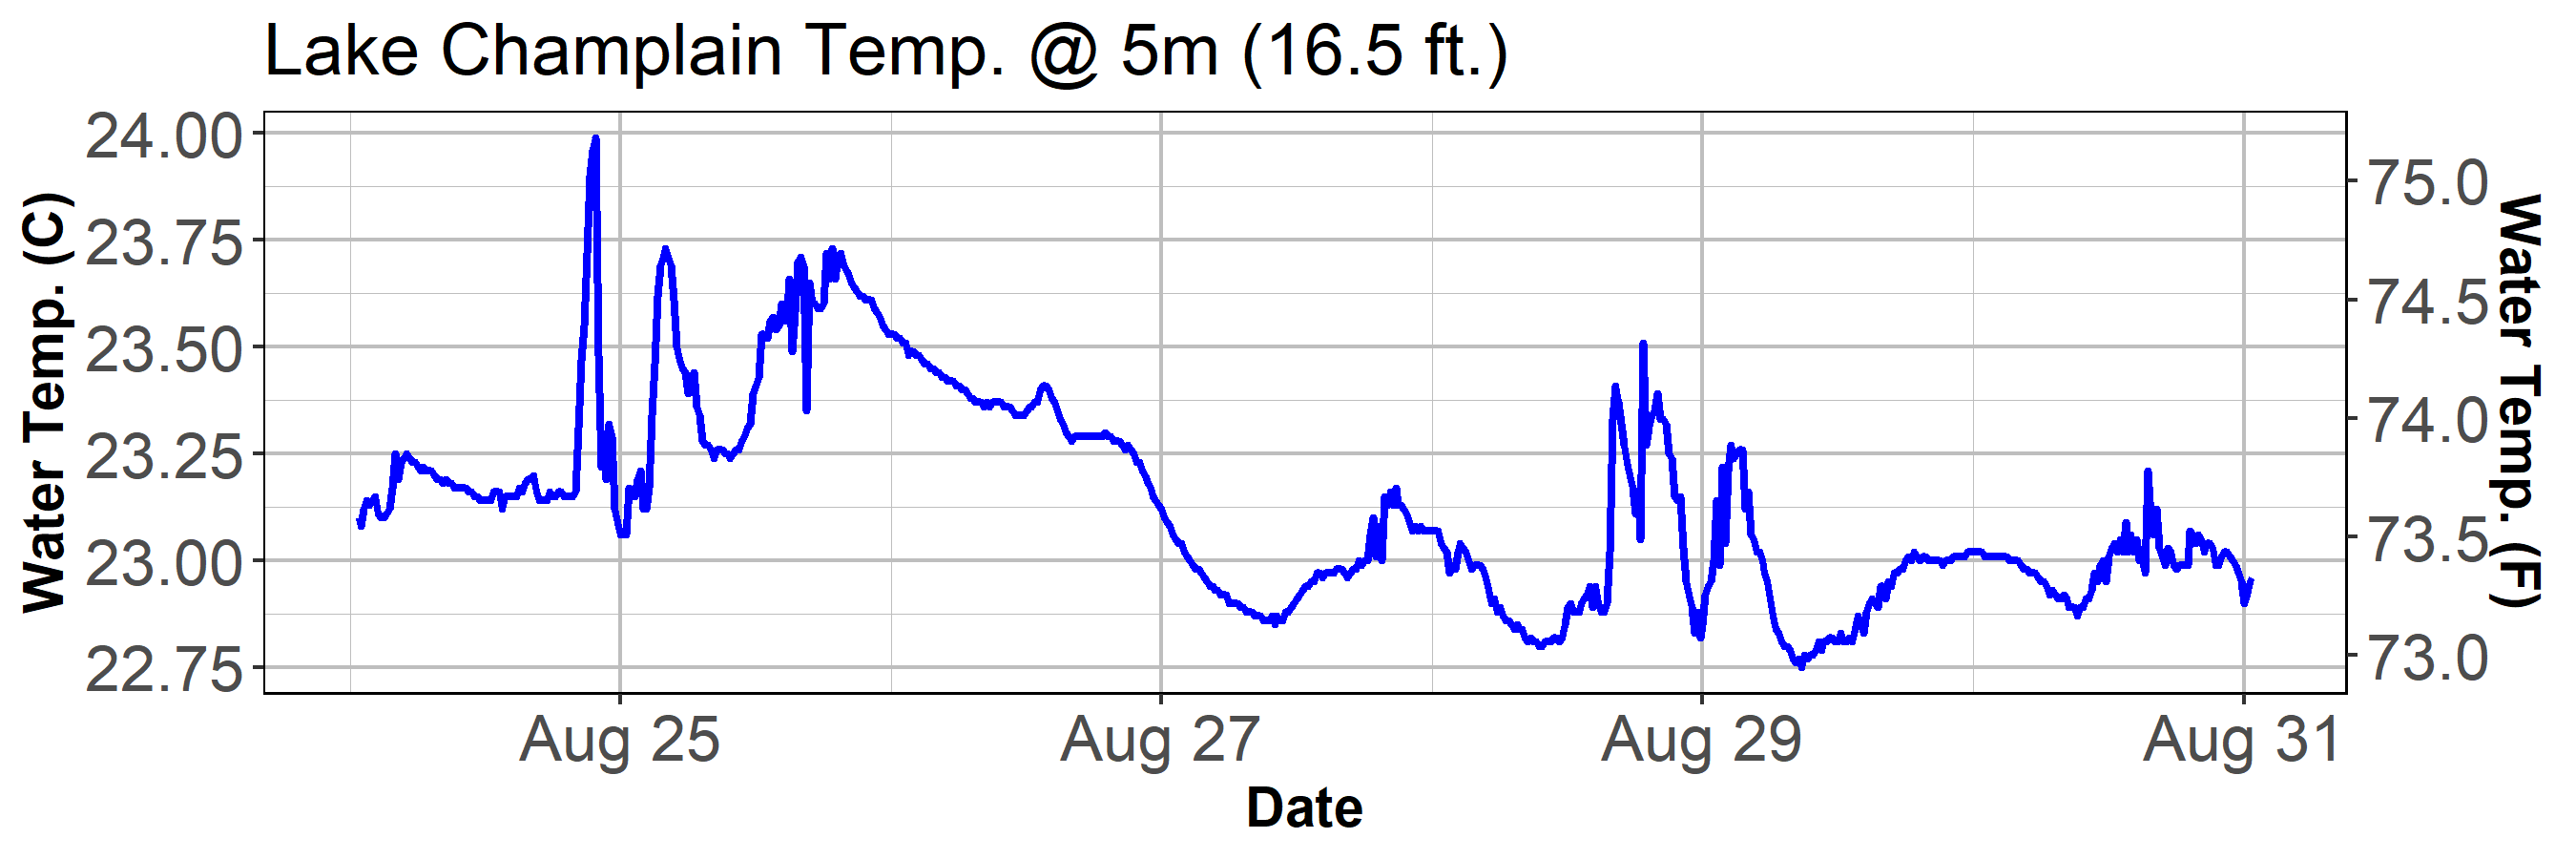 Lake Champlain Temp. @ 5m (16.5 ft.)
Water Temp. (C)
24.00
23.75
23.50
23.25
23.00
22.75
75.0
74.5
74.0
73.5
73.0
Water Temp. (F)
Aug 25 Aug 27 Aug 29 Aug 31
Date